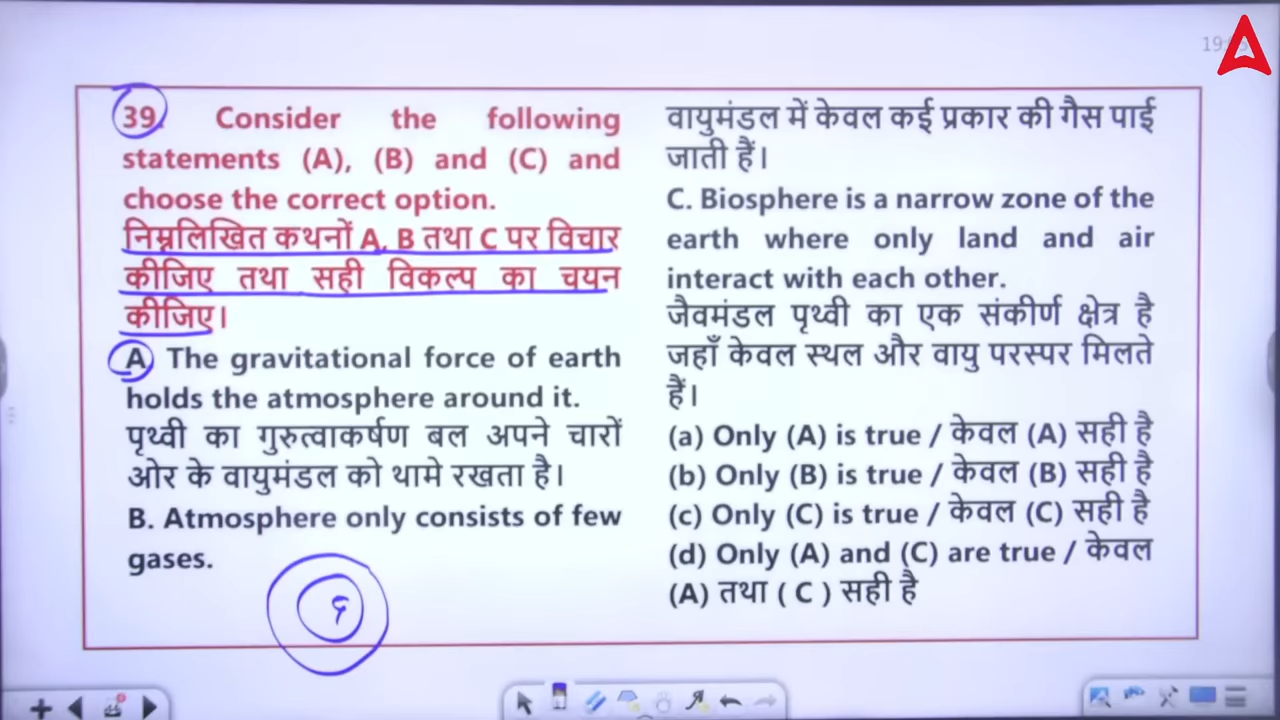 39. Consider the following
statements (A), (B) and (C) and
choose the correct option.
निम्नलिखित कथनों A, B तथा C पर विचार
कीजिए तथा सही विकल्प का चयन
कीजिए।
A. The gravitational force of earth
holds the atmosphere around it.
पृथ्वी का गुरुत्वाकर्षण बल अपने चारों
ओर के वायुमंडल को थामे रखता है।
B. Atmosphere only consists of few
gases.
वायुमंडल में केवल कई प्रकार की गैस पाई
जाती हैं।
C. Biosphere is a narrow zone of the
earth where only land and air
interact with each other.
जैवमंडल पृथ्वी का एक संकीर्ण क्षेत्र है
जहाँ केवल स्थल और वायु परस्पर मिलते
हैं।
(a) Only (A) is true / केवल (A) सही है
(b) Only (B) is true / केवल (B) सही है
(c) Only (C) is true / केवल (C) सही है
(d) Only (A) and (C) are true / केवल
(A) तथा ( C ) सही है